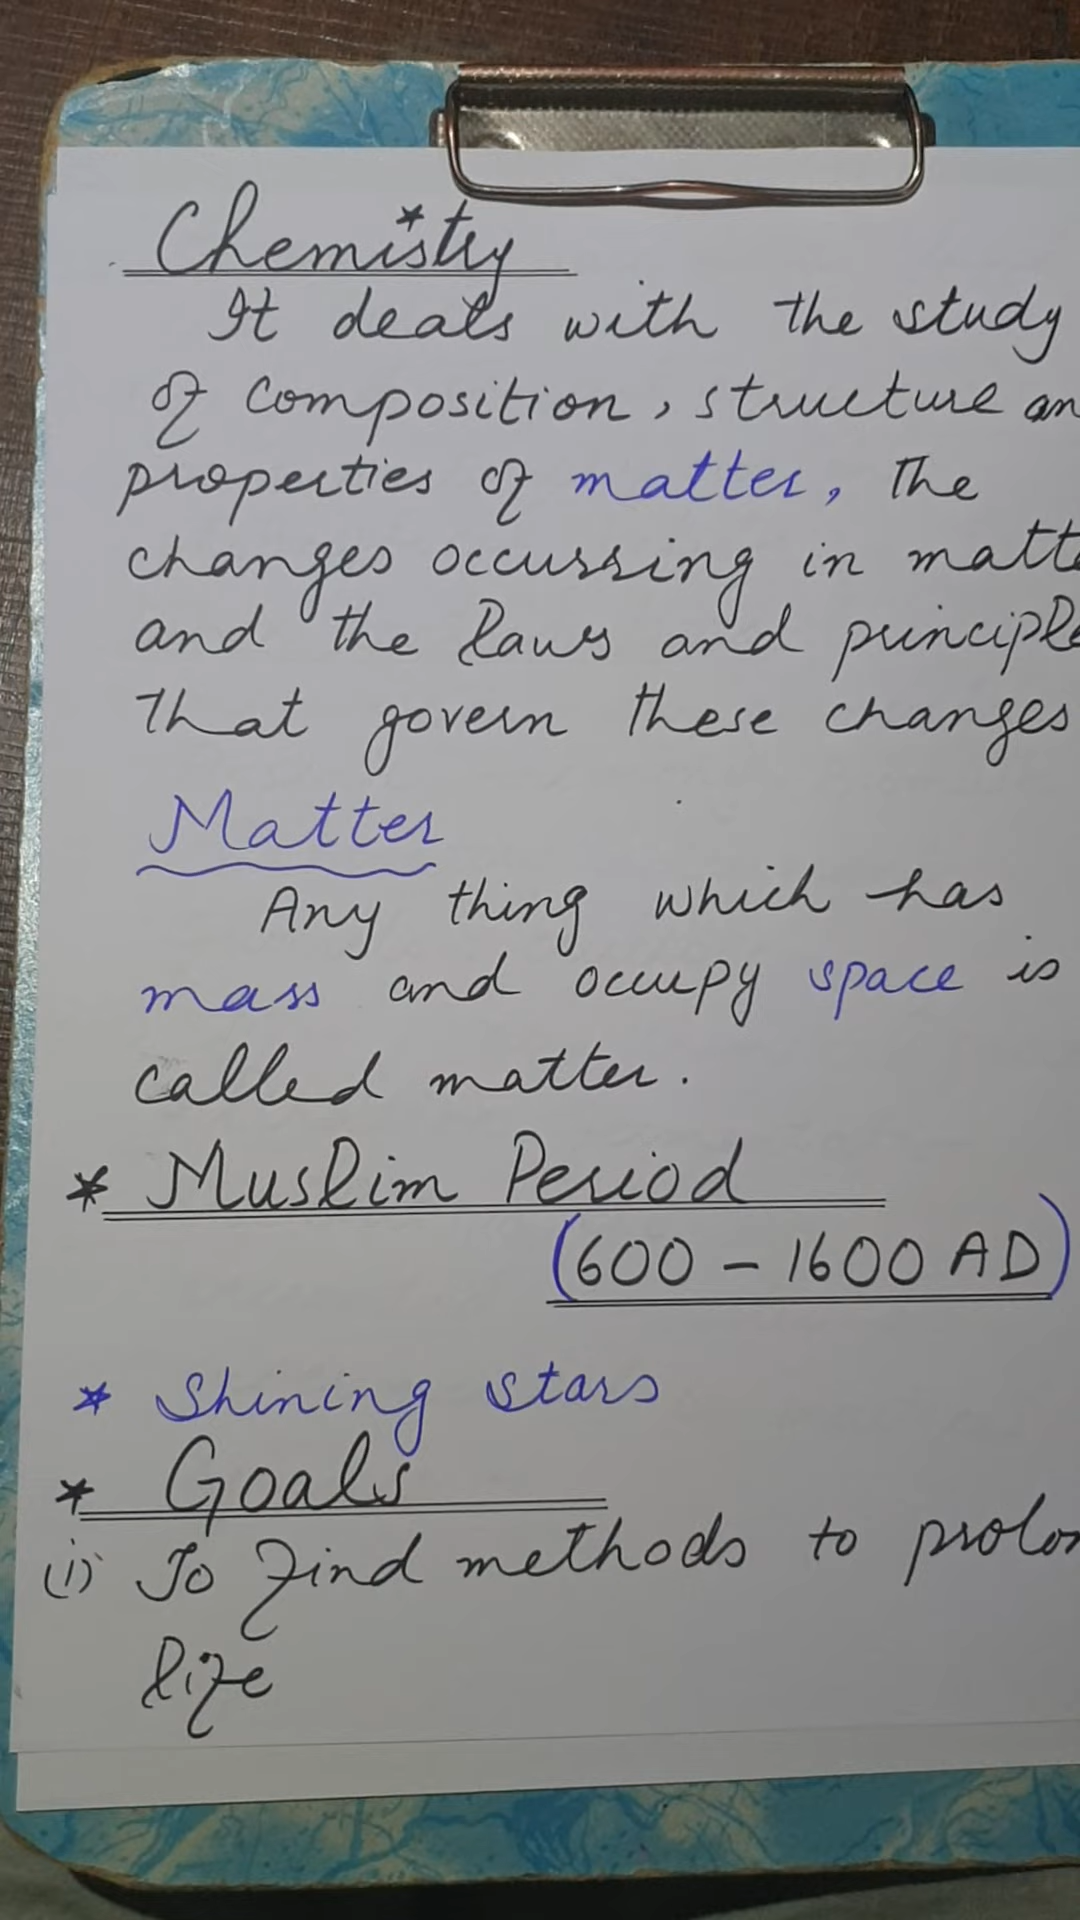 Chemistry
It deals with the study
of composition, structure an
properties of matter, The
changes occurring in matte
and the laws and principle
That govern these changes
Matter
Any thing which has
mass and occupy space is
called matter.
* Muslim Period
(600 - 1600 AD)
* Shining stars
* Goals
(i) To find methods to prolon
life